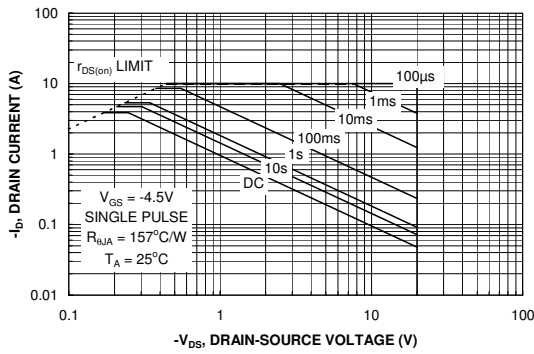 100
10
1
0.1
0.01
-I_D, DRAIN CURRENT (A)
r_DS(on) LIMIT
100µs
1ms
10ms
100ms
1s
10s
DC
V_GS = -4.5V
SINGLE PULSE
R_θJA = 157°C/W
T_A = 25°C
0.1
1
10
100
-V_DS, DRAIN-SOURCE VOLTAGE (V)